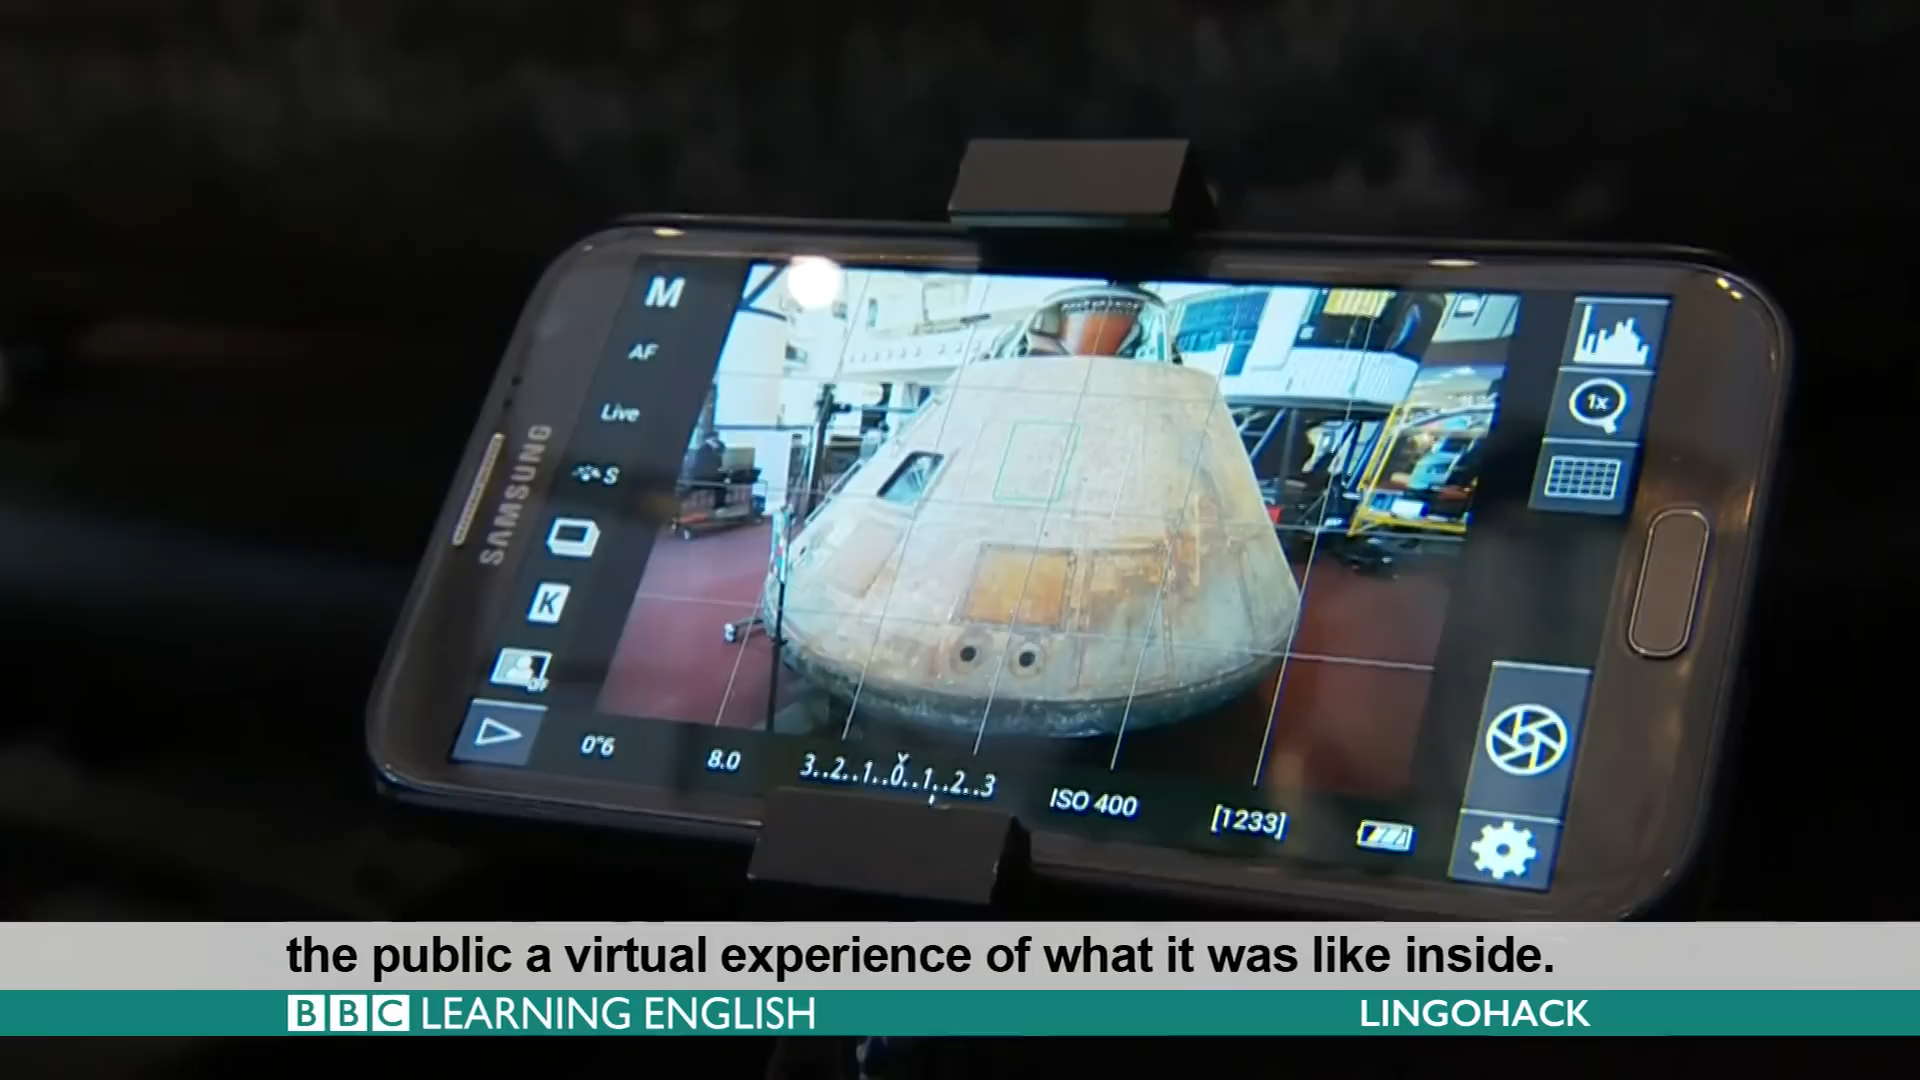 M
AF
Live
S
K
SAMSUNG
1x
0"6
8.0
3..2..1..0..1..2..3
ISO 400
[1233]
the public a virtual experience of what it was like inside.
BBC LEARNING ENGLISH
LINGOHACK